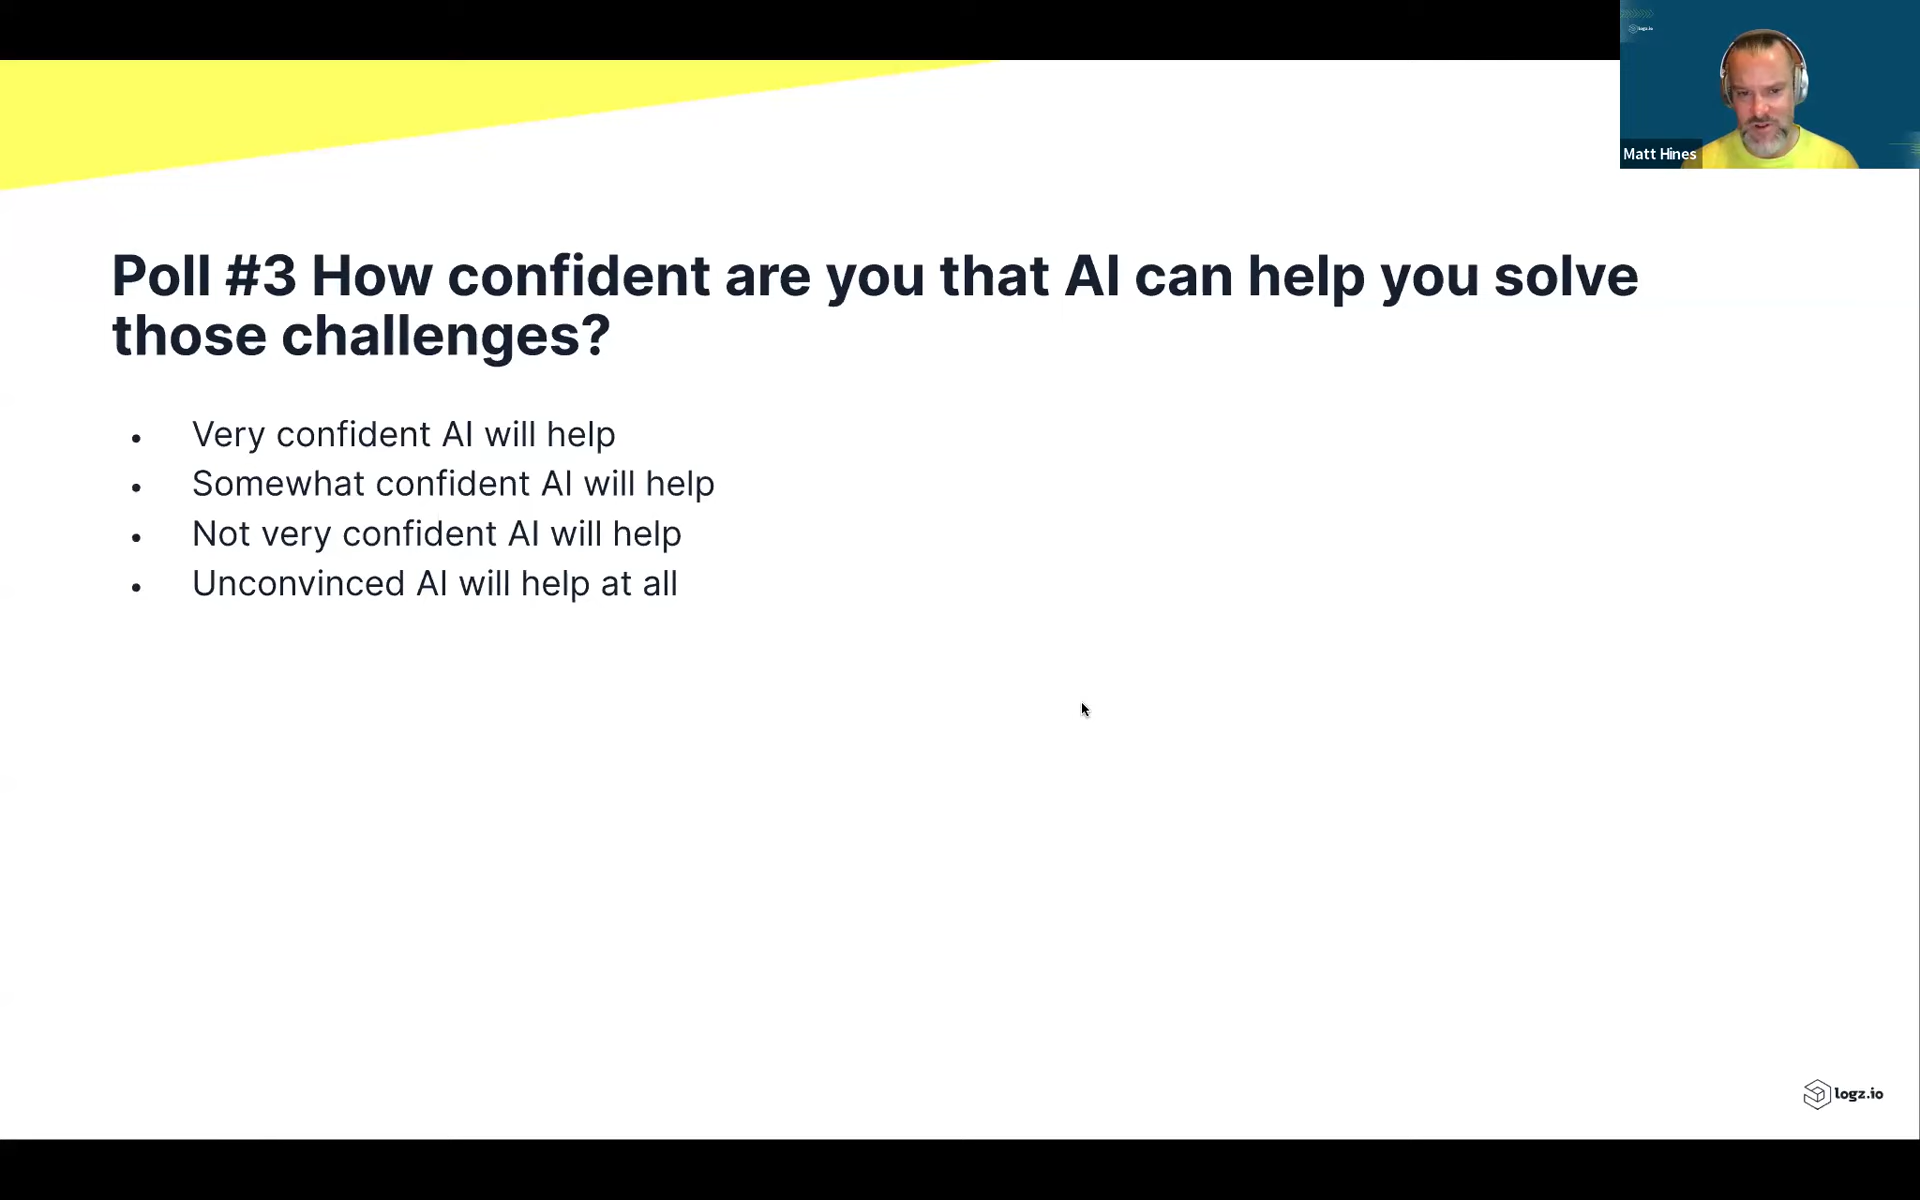 logz.io
Matt Hines
Poll #3 How confident are you that AI can help you solve
those challenges?
• Very confident AI will help
• Somewhat confident AI will help
• Not very confident AI will help
• Unconvinced AI will help at all
logz.io